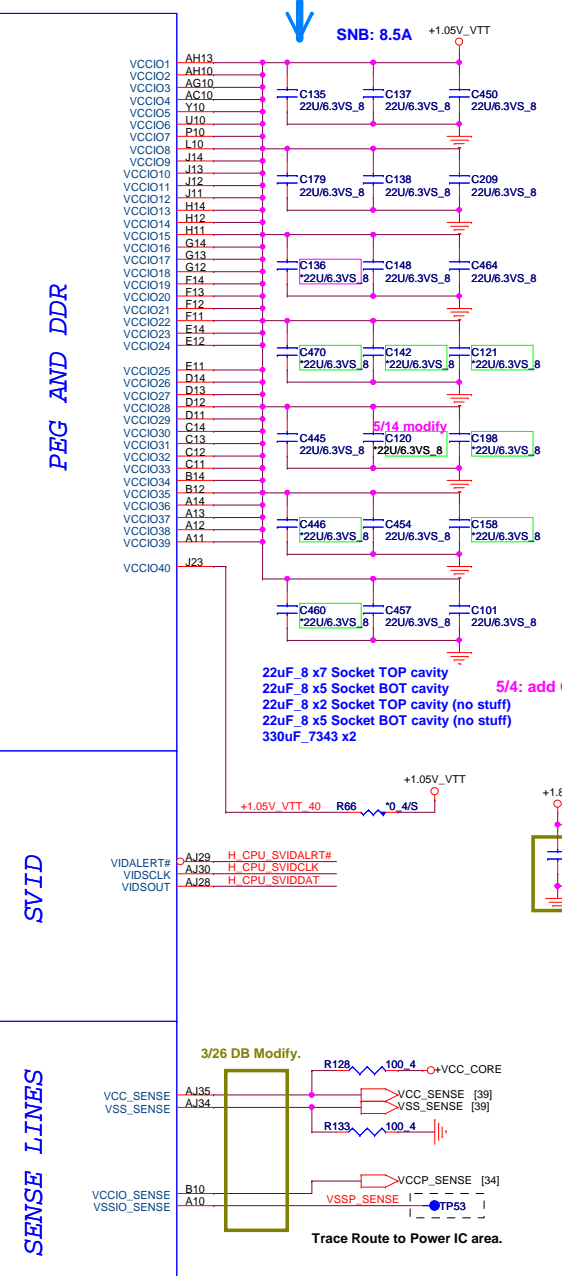 SNB: 8.5A
+1.05V_VTT
PEG AND DDR
VCCIO1 AH13
VCCIO2 AH10
VCCIO3 AG10
VCCIO4 AC10
VCCIO5 Y10
VCCIO6 U10
VCCIO7 P10
VCCIO8 L10
VCCIO9 J14
VCCIO10 J13
VCCIO11 J12
VCCIO12 J11
VCCIO13 H14
VCCIO14 H12
VCCIO15 H11
VCCIO16 G14
VCCIO17 G13
VCCIO18 G12
VCCIO19 F14
VCCIO20 F13
VCCIO21 F12
VCCIO22 F11
VCCIO23 E14
VCCIO24 E12
VCCIO25 E11
VCCIO26 D14
VCCIO27 D13
VCCIO28 D12
VCCIO29 D11
VCCIO30 C14
VCCIO31 C13
VCCIO32 C12
VCCIO33 C11
VCCIO34 B14
VCCIO35 B12
VCCIO36 A14
VCCIO37 A13
VCCIO38 A12
VCCIO39 A11
VCCIO40 J23
C135 C137 C450
22U/6.3VS_8 22U/6.3VS_8 22U/6.3VS_8
C179 C138 C209
22U/6.3VS_8 22U/6.3VS_8 22U/6.3VS_8
C136 C148 C464
*22U/6.3VS_8 22U/6.3VS_8 22U/6.3VS_8
C470 C142 C121
*22U/6.3VS_8 *22U/6.3VS_8 *22U/6.3VS_8
5/14 modify
C445 C120 C198
22U/6.3VS_8 *22U/6.3VS_8 *22U/6.3VS_8
C446 C454 C158
*22U/6.3VS_8 22U/6.3VS_8 *22U/6.3VS_8
C460 C457 C101
*22U/6.3VS_8 22U/6.3VS_8 22U/6.3VS_8
22uF_8 x7 Socket TOP cavity
22uF_8 x5 Socket BOT cavity
22uF_8 x2 Socket TOP cavity (no stuff)
22uF_8 x5 Socket BOT cavity (no stuff)
330uF_7343 x2
5/4: add
+1.05V_VTT
+1.05V_VTT_40 R66 *0_4/S
+1.8
SVID
VIDALERT# AJ29 H_CPU_SVIDALRT#
VIDSCLK AJ30 H_CPU_SVIDCLK
VIDSOUT AJ28 H_CPU_SVIDDAT
SENSE LINES
3/26 DB Modify.
R128 100_4 +VCC_CORE
VCC_SENSE AJ35 VCC_SENSE [39]
VSS_SENSE AJ34 VSS_SENSE [39]
R133 100_4
VCCIO_SENSE B10 VCCP_SENSE [34]
VSSIO_SENSE A10 VSSP_SENSE TP53
Trace Route to Power IC area.